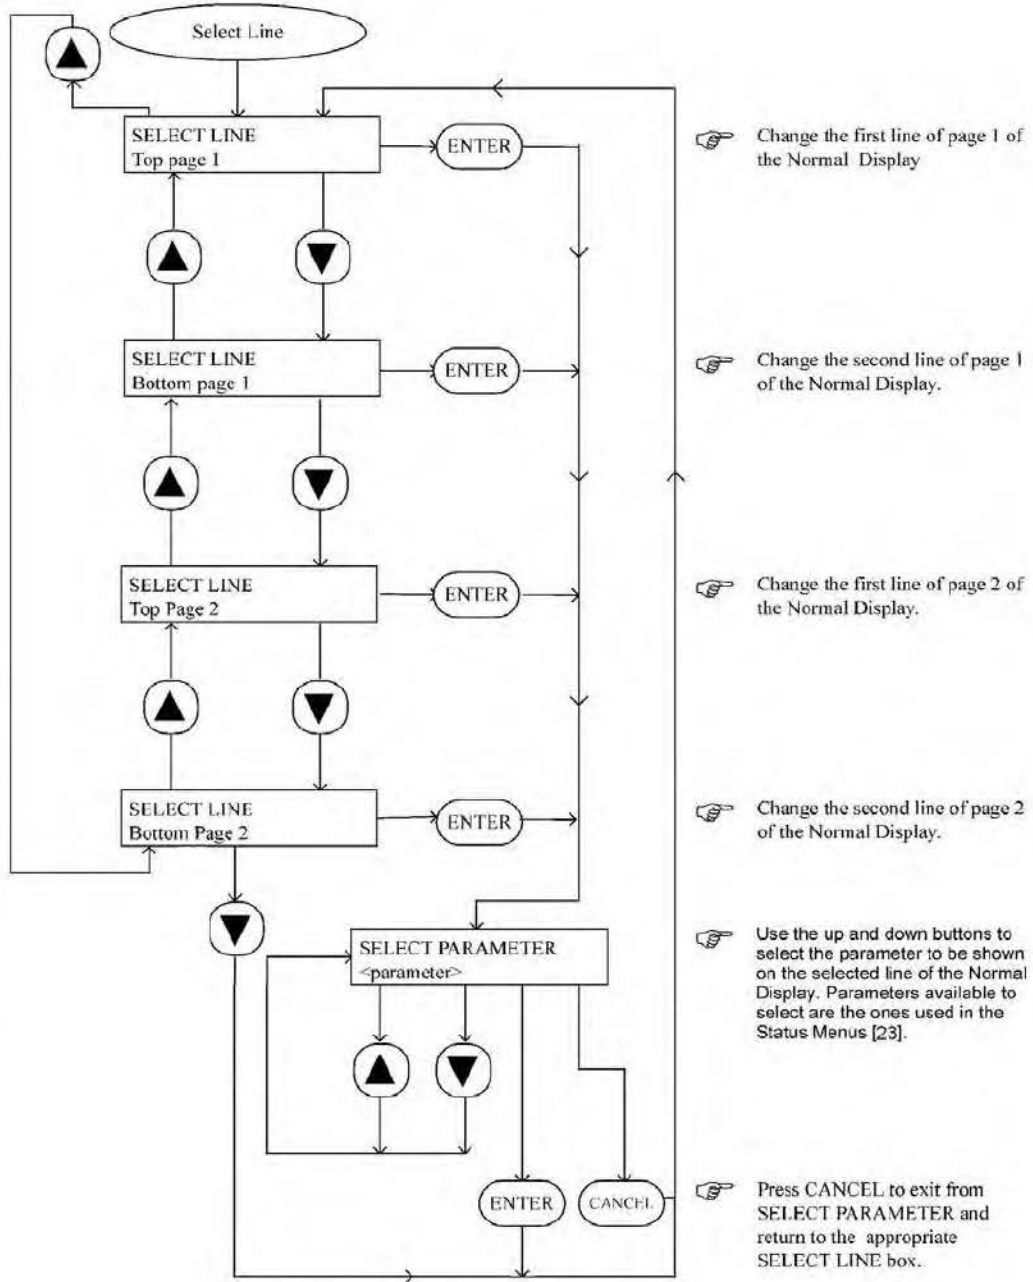 Select Line
SELECT LINE
Top page 1
ENTER
Change the first line of page 1 of
the Normal Display
SELECT LINE
Bottom page 1
ENTER
Change the second line of page 1
of the Normal Display.
SELECT LINE
Top Page 2
ENTER
Change the first line of page 2 of
the Normal Display.
SELECT LINE
Bottom Page 2
ENTER
Change the second line of page 2
of the Normal Display.
SELECT PARAMETER
<parameter>
Use the up and down buttons to
select the parameter to be shown
on the selected line of the Normal
Display. Parameters available to
select are the ones used in the
Status Menus [23].
ENTER
CANCEL
Press CANCEL to exit from
SELECT PARAMETER and
return to the appropriate
SELECT LINE box.